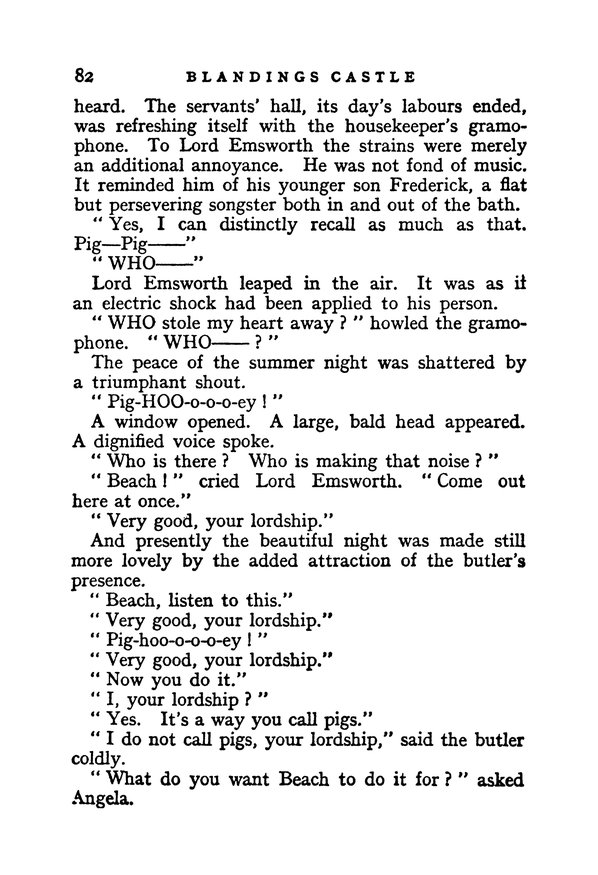 82 BLANDINGS CASTLE
heard. The servants' hall, its day's labours ended,
was refreshing itself with the housekeeper's gramo-
phone. To Lord Emsworth the strains were merely
an additional annoyance. He was not fond of music.
It reminded him of his younger son Frederick, a flat
but persevering songster both in and out of the bath.
“ Yes, I can distinctly recall as much as that.
Pig—Pig——”
“ WHO——”
Lord Emsworth leaped in the air. It was as if
an electric shock had been applied to his person.
“ WHO stole my heart away ? ” howled the gramo-
phone. “ WHO—— ? ”
The peace of the summer night was shattered by
a triumphant shout.
“ Pig-HOO-o-o-o-ey ! ”
A window opened. A large, bald head appeared.
A dignified voice spoke.
“ Who is there ? Who is making that noise ? ”
“ Beach ! ” cried Lord Emsworth. “ Come out
here at once.”
“ Very good, your lordship.”
And presently the beautiful night was made still
more lovely by the added attraction of the butler's
presence.
“ Beach, listen to this.”
“ Very good, your lordship.”
“ Pig-hoo-o-o-o-ey ! ”
“ Very good, your lordship.”
“ Now you do it.”
“ I, your lordship ? ”
“ Yes. It's a way you call pigs.”
“ I do not call pigs, your lordship,” said the butler
coldly.
“ What do you want Beach to do it for ? ” asked
Angela.